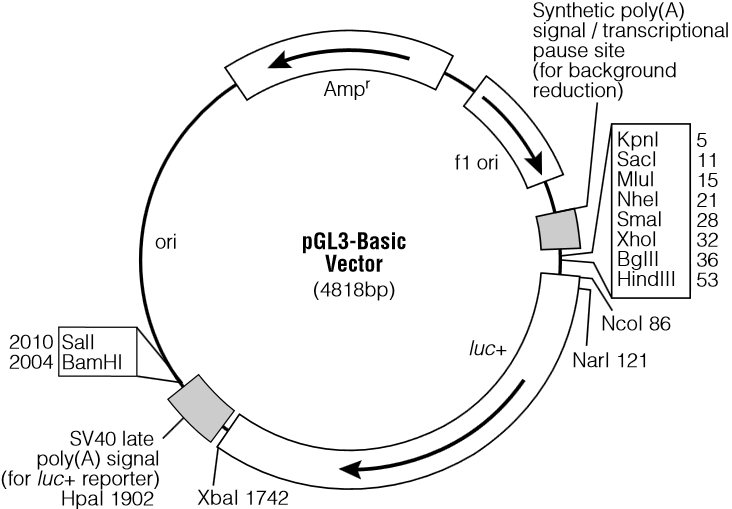 Synthetic poly(A)
signal / transcriptional
pause site
(for background
reduction)
Ampʳ
f1 ori
KpnI 5
SacI 11
MluI 15
NheI 21
SmaI 28
XhoI 32
BglII 36
HindIII 53
ori
pGL3-Basic
Vector
(4818bp)
NcoI 86
NarI 121
luc+
2010 SalI
2004 BamHI
SV40 late
poly(A) signal
(for luc+ reporter)
HpaI 1902
XbaI 1742